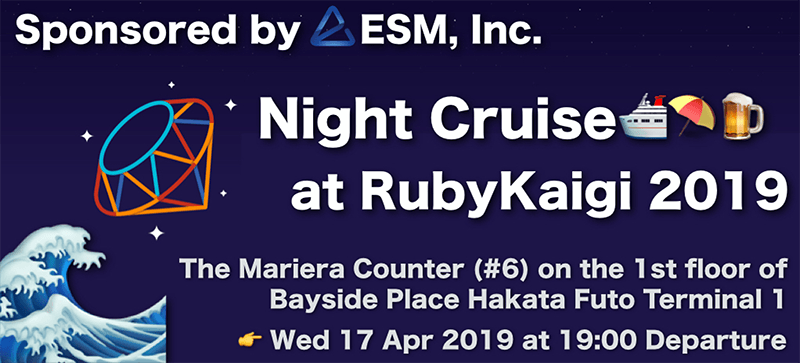 Sponsored by ESM, Inc.
Night Cruise🛳️⛱️🍺
at RubyKaigi 2019
The Mariera Counter (#6) on the 1st floor of
Bayside Place Hakata Futo Terminal 1
👉 Wed 17 Apr 2019 at 19:00 Departure